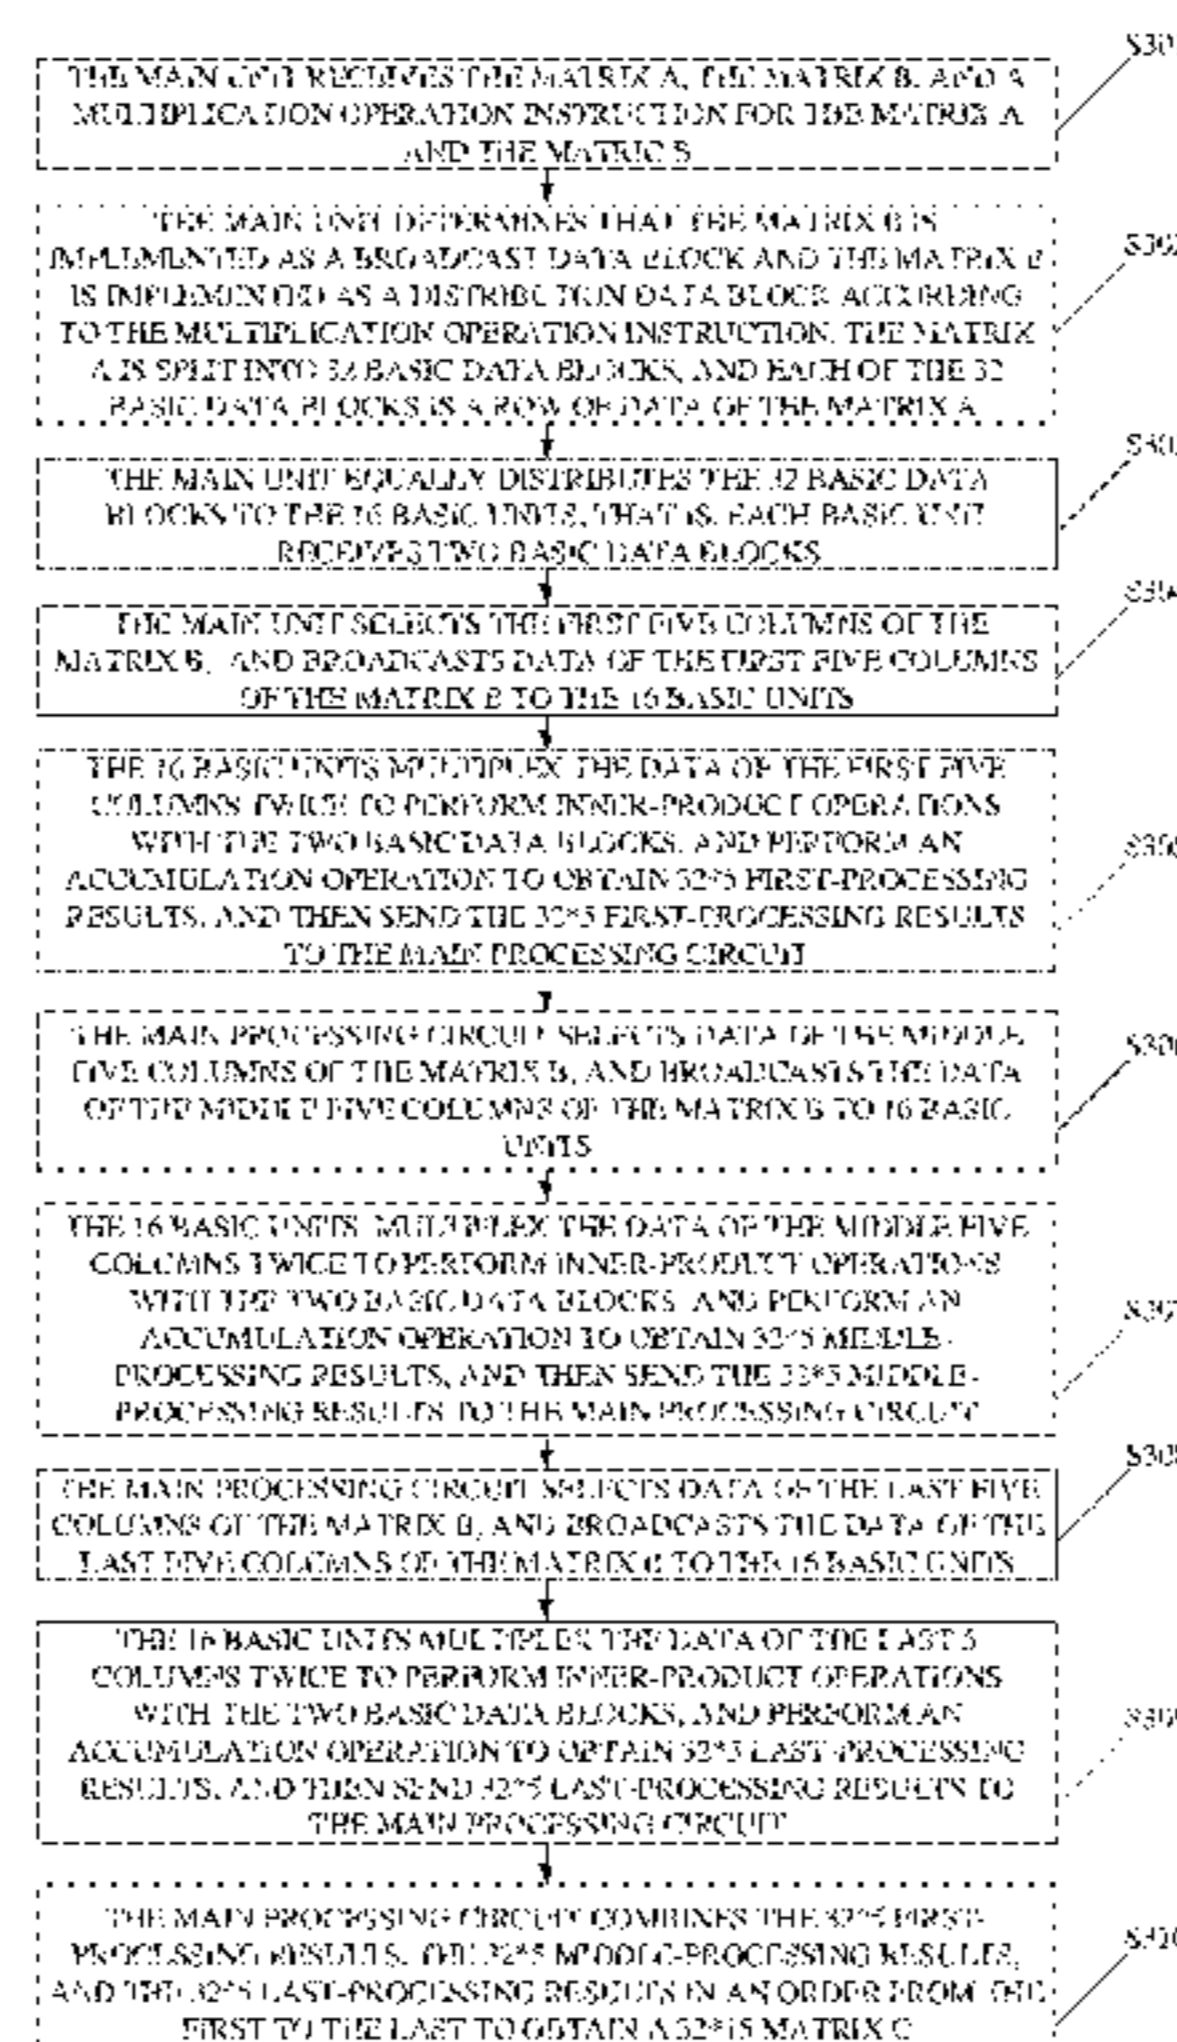 S30
THE MAIN UNIT RECEIVES THE MATRIX A, THE MATRIX B, AND A
MULTIPLICATION OPERATION INSTRUCTION FOR THE MATRIX A
AND THE MATRIC B
S302
THE MAIN UNIT DETERMINES THAT THE MATRIX B IS
IMPLEMENTED AS A BROADCAST DATA BLOCK AND THE MATRIX B
IS IMPLEMENTED AS A DISTRIBUTION DATA BLOCK ACCORDING
TO THE MULTIPLICATION OPERATION INSTRUCTION, THE MATRIX
A IS SPLIT INTO 32 BASIC DATA BLOCKS, AND EACH OF THE 32
BASIC DATA BLOCKS IS A ROW OF DATA OF THE MATRIX A
S303
THE MAIN UNIT EQUALLY DISTRIBUTES THE 32 BASIC DATA
BLOCKS TO THE 16 BASIC UNITS, THAT IS, EACH BASIC UNIT
RECEIVES TWO BASIC DATA BLOCKS
S304
THE MAIN UNIT SELECTS THE FIRST FIVE COLUMNS OF THE
MATRIX B, AND BROADCASTS DATA OF THE FIRST FIVE COLUMNS
OF THE MATRIX B TO THE 16 BASIC UNITS
S305
THE 16 BASIC UNITS MULTIPLEX THE DATA OF THE FIRST FIVE
COLUMNS TWICE TO PERFORM INNER-PRODUCT OPERATIONS
WITH THE TWO BASIC DATA BLOCKS, AND PERFORM AN
ACCUMULATION OPERATION TO OBTAIN 32*5 FIRST-PROCESSING
RESULTS, AND THEN SEND THE 32*5 FIRST-PROCESSING RESULTS
TO THE MAIN PROCESSING CIRCUIT
S306
THE MAIN PROCESSING CIRCUIT SELECTS DATA OF THE MIDDLE
FIVE COLUMNS OF THE MATRIX B, AND BROADCASTS THE DATA
OF THE MIDDLE FIVE COLUMNS OF THE MATRIX B TO 16 BASIC
UNITS
S307
THE 16 BASIC UNITS MULTIPLEX THE DATA OF THE MIDDLE FIVE
COLUMNS TWICE TO PERFORM INNER-PRODUCT OPERATIONS
WITH THE TWO BASIC DATA BLOCKS, AND PERFORM AN
ACCUMULATION OPERATION TO OBTAIN 32*5 MIDDLE-
PROCESSING RESULTS, AND THEN SEND THE 32*5 MIDDLE-
PROCESSING RESULTS TO THE MAIN PROCESSING CIRCUIT
S308
THE MAIN PROCESSING CIRCUIT SELECTS DATA OF THE LAST FIVE
COLUMNS OF THE MATRIX B, AND BROADCASTS THE DATA OF THE
LAST FIVE COLUMNS OF THE MATRIX B TO THE 16 BASIC UNITS
S309
THE 16 BASIC UNITS MULTIPLEX THE DATA OF THE LAST 5
COLUMNS TWICE TO PERFORM INNER-PRODUCT OPERATIONS
WITH THE TWO BASIC DATA BLOCKS, AND PERFORM AN
ACCUMULATION OPERATION TO OBTAIN 32*5 LAST-PROCESSING
RESULTS, AND THEN SEND 32*5 LAST-PROCESSING RESULTS TO
THE MAIN PROCESSING CIRCUIT
S310
THE MAIN PROCESSING CIRCUIT COMBINES THE 32*5 FIRST-
PROCESSING RESULTS, THE 32*5 MIDDLE-PROCESSING RESULTS,
AND THE 32*5 LAST-PROCESSING RESULTS IN AN ORDER FROM THE
FIRST TO THE LAST TO OBTAIN A 32*15 MATRIX C